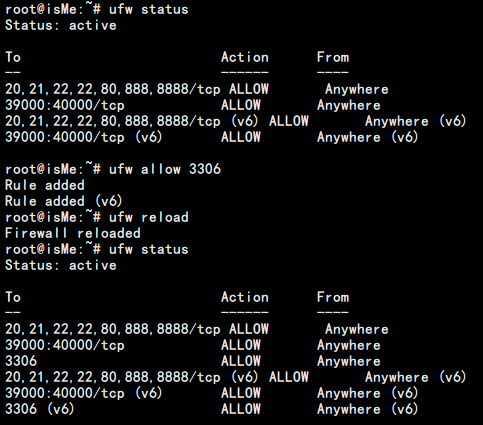 root@isMe:~# ufw status
Status: active

To                         Action      From
--                         ------      ----
20,21,22,22,80,888,8888/tcp ALLOW       Anywhere
39000:40000/tcp            ALLOW       Anywhere
20,21,22,22,80,888,8888/tcp (v6) ALLOW       Anywhere (v6)
39000:40000/tcp (v6)       ALLOW       Anywhere (v6)

root@isMe:~# ufw allow 3306
Rule added
Rule added (v6)
root@isMe:~# ufw reload
Firewall reloaded
root@isMe:~# ufw status
Status: active

To                         Action      From
--                         ------      ----
20,21,22,22,80,888,8888/tcp ALLOW       Anywhere
39000:40000/tcp            ALLOW       Anywhere
3306                       ALLOW       Anywhere
20,21,22,22,80,888,8888/tcp (v6) ALLOW       Anywhere (v6)
39000:40000/tcp (v6)       ALLOW       Anywhere (v6)
3306 (v6)                  ALLOW       Anywhere (v6)